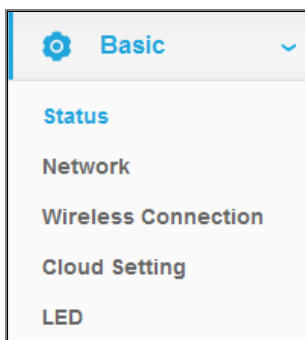 Basic
Status
Network
Wireless Connection
Cloud Setting
LED